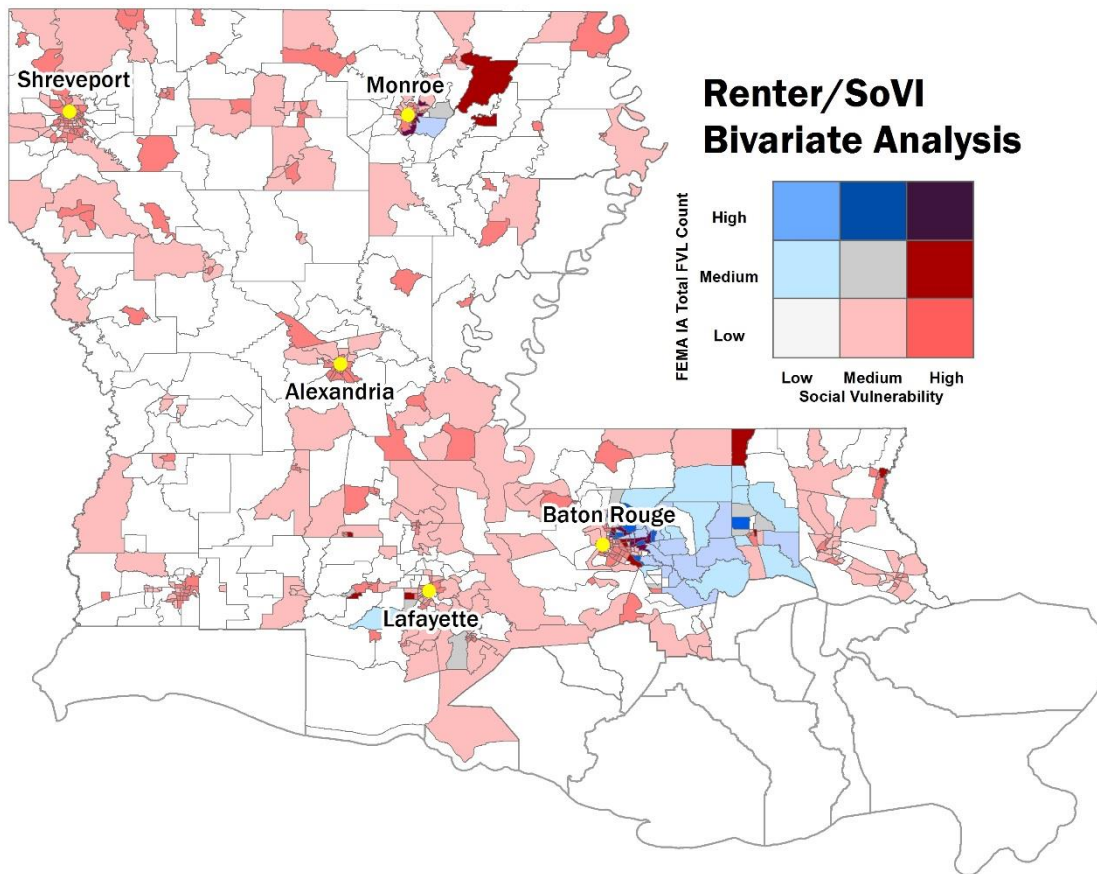 Shreveport
Monroe
Renter/SoVI
Bivariate Analysis
FEMA IA Total FVL Count
High
Medium
Low
Low
Medium
High
Social Vulnerability
Alexandria
Baton Rouge
Lafayette